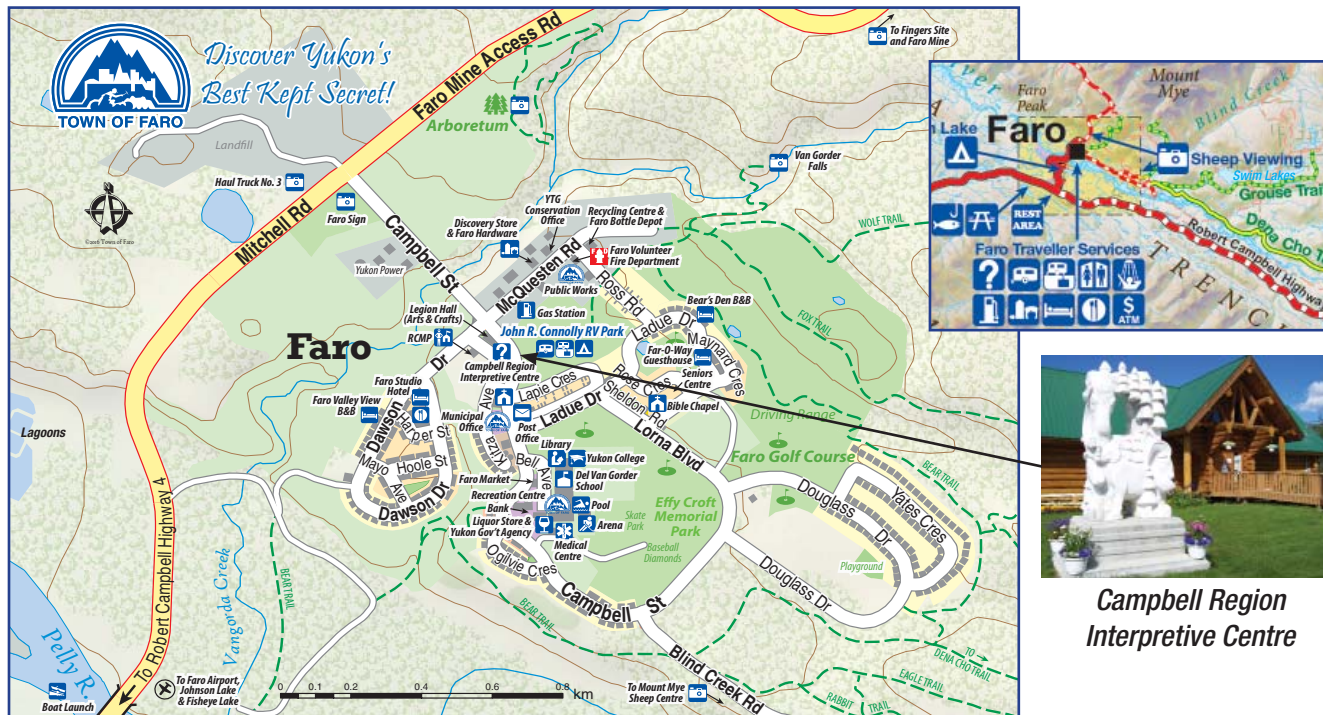 Discover Yukon's
Best Kept Secret!
TOWN OF FARO
Landfill
Faro Mine Access Rd
To Fingers Site
and Faro Mine
Arboretum
Haul Truck No. 3
Faro Sign
Mitchell Rd
Campbell St
Yukon Power
Van Gorder
Falls
WOLF TRAIL
YTG
Conservation
Office
Recycling Centre &
Faro Bottle Depot
Discovery Store
& Faro Hardware
McQuesten Rd
Faro Volunteer
Fire Department
Public Works
Gas Station
Ross Rd
Bear's Den B&B
FOX TRAIL
Legion Hall
(Arts & Crafts)
RCMP
John R. Connolly RV Park
?
Campbell Region
Interpretive Centre
Faro
Ladue Dr
Maynard Cres
Far-O-Way
Guesthouse
Seniors
Centre
Rose Cres
Sheldon Rd
Bible Chapel
Lapie Cres
Ladue Dr
Lorna Blvd
Driving Range
Faro Golf Course
Faro Studio
Hotel
Faro Valley View
B&B
Dawson Dr
Harper St
Hoole St
Mayo Ave
Dawson Dr
Municipal
Office
Kitza Ave
Post
Office
Bell Ave
Library
Yukon College
Del Van Gorder
School
Faro Market
Recreation Centre
Bank
Pool
Arena
Liquor Store &
Yukon Gov't Agency
Medical
Centre
Effy Croft
Memorial
Park
Skate
Park
Baseball
Diamonds
Ogilvie Cres
Campbell St
Douglass Dr
Yates Cres
Douglass Dr
Playground
BEAR TRAIL
BEAR TRAIL
BEAR TRAIL
Blind Creek Rd
TO
DENA CHO TRAIL
EAGLE TRAIL
RABBIT TRAIL
To Mount Mye
Sheep Centre
Lagoons
Vangorda Creek
Pelly R.
To Robert Campbell Highway 4
Boat Launch
To Faro Airport,
Johnson Lake
& Fisheye Lake
0 0.1 0.2 0.4 0.6 0.8 km
©2016 Town of Faro
ver
Faro
Peak
Mount
Mye
Blind Creek
Faro
n Lake
Sheep Viewing
Swim Lakes
Grouse Trai
Dena Cho T
REST
AREA
Robert Campbell Highway
Faro Traveller Services
?
$
ATM
A
TRENC
Campbell Region
Interpretive Centre